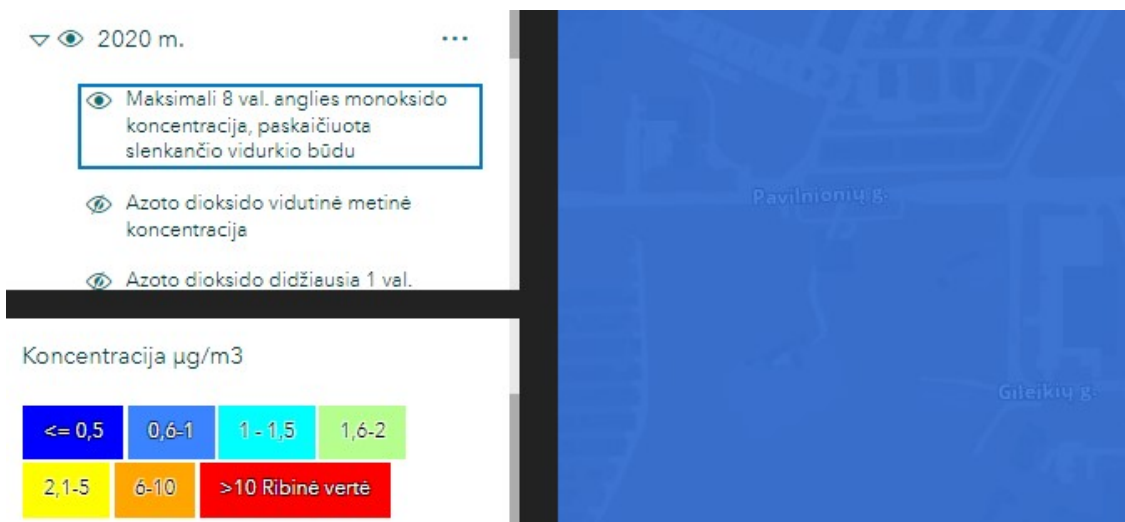 2020 m.
Maksimali 8 val. anglies monoksido
koncentracija, paskaičiuota
slenkančio vidurkio būdu
Azoto dioksido vidutinė metinė
koncentracija
Azoto dioksido didžiausia 1 val.
Koncentracija µg/m3
<= 0,5 0,6-1 1 - 1,5 1,6-2
2,1-5 6-10 >10 Ribinė vertė
Pavilnionių g.
Gileikių g.